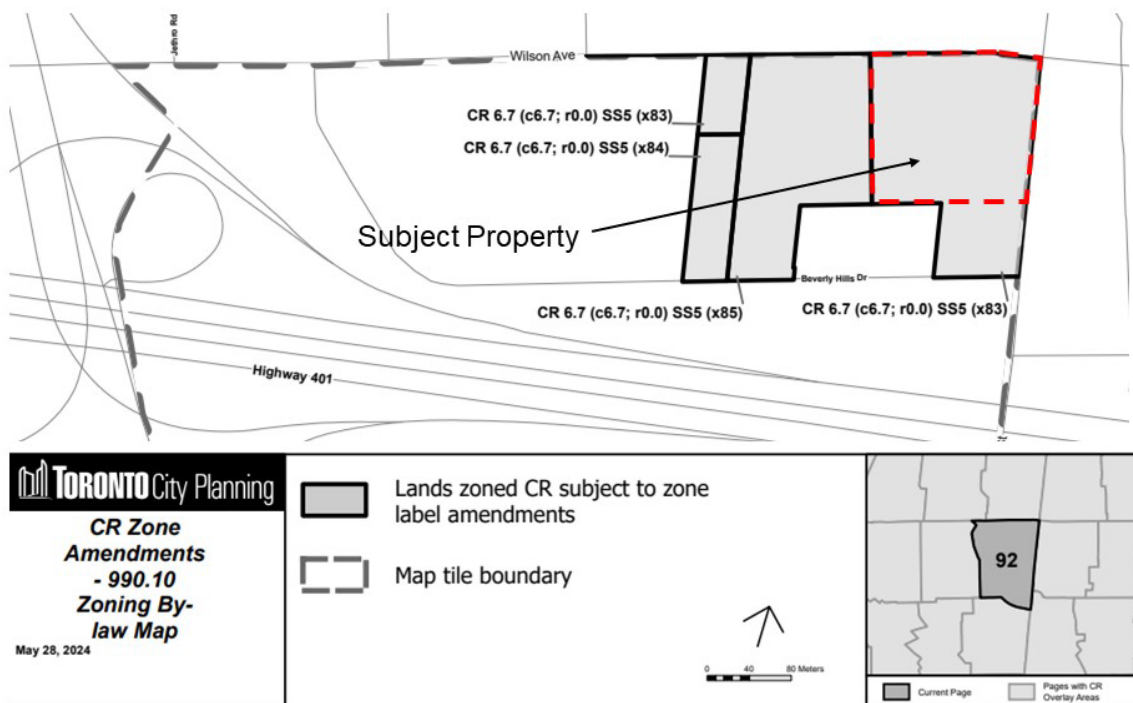 Jethro Rd
Wilson Ave
CR 6.7 (c6.7; r0.0) SS5 (x83)
CR 6.7 (c6.7; r0.0) SS5 (x84)
Subject Property
Beverly Hills Dr
CR 6.7 (c6.7; r0.0) SS5 (x85)
CR 6.7 (c6.7; r0.0) SS5 (x83)
Highway 401
TORONTO City Planning
CR Zone
Amendments
- 990.10
Zoning By-
law Map
May 28, 2024
Lands zoned CR subject to zone
label amendments
Map tile boundary
0 20 40 80 Meters
92
Current Page
Pages with CR
Overlay Areas